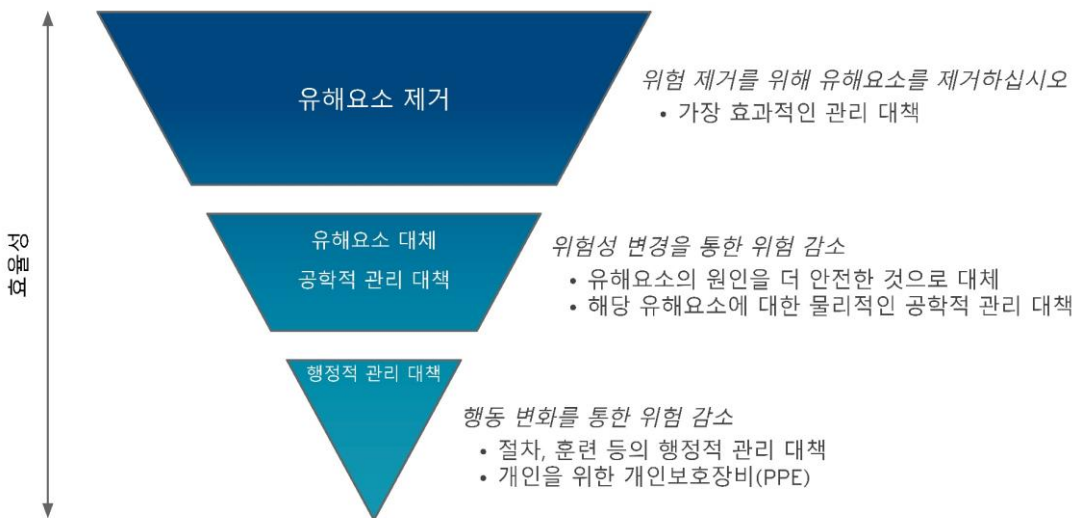 효율성
유해요소 제거
위험 제거를 위해 유해요소를 제거하십시오
• 가장 효과적인 관리 대책
유해요소 대체
공학적 관리 대책
위험성 변경을 통한 위험 감소
• 유해요소의 원인을 더 안전한 것으로 대체
• 해당 유해요소에 대한 물리적인 공학적 관리 대책
행정적 관리 대책
행동 변화를 통한 위험 감소
• 절차, 훈련 등의 행정적 관리 대책
• 개인을 위한 개인보호장비(PPE)